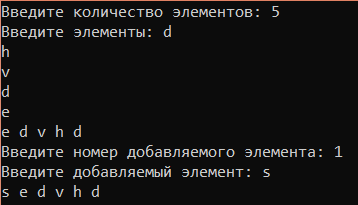 Введите количество элементов: 5
Введите элементы: d
h
v
d
e
e d v h d
Введите номер добавляемого элемента: 1
Введите добавляемый элемент: s
s e d v h d